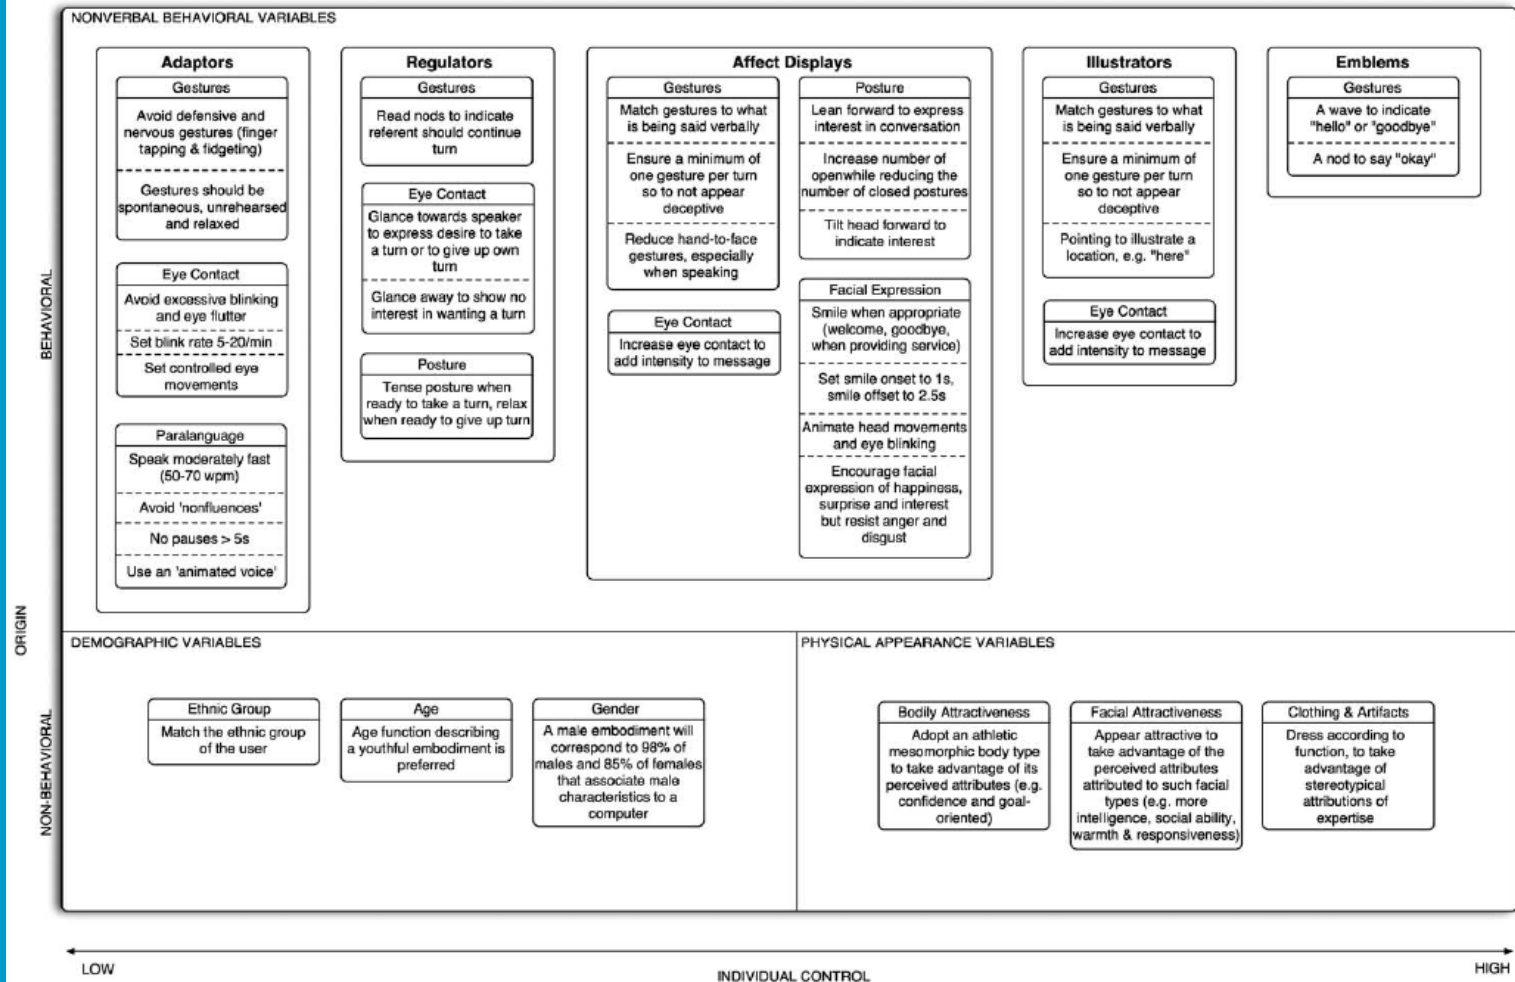 NONVERBAL BEHAVIORAL VARIABLES
Adaptors
Gestures
Avoid defensive and
nervous gestures (finger
tapping & fidgeting)
Gestures should be
spontaneous, unrehearsed
and relaxed
Eye Contact
Avoid excessive blinking
and eye flutter
Set blink rate 5-20/min
Set controlled eye
movements
Paralanguage
Speak moderately fast
(50-70 wpm)
Avoid 'nonfluences'
No pauses > 5s
Use an 'animated voice'
Regulators
Gestures
Read nods to indicate
referent should continue
turn
Eye Contact
Glance towards speaker
to express desire to take
a turn or to give up own
turn
Glance away to show no
interest in wanting a turn
Posture
Tense posture when
ready to take a turn, relax
when ready to give up turn
Affect Displays
Gestures
Match gestures to what
is being said verbally
Ensure a minimum of
one gesture per turn
so to not appear
deceptive
Reduce hand-to-face
gestures, especially
when speaking
Eye Contact
Increase eye contact to
add intensity to message
Posture
Lean forward to express
interest in conversation
Increase number of
openwhile reducing the
number of closed postures
Tilt head forward to
indicate interest
Facial Expression
Smile when appropriate
(welcome, goodbye,
when providing service)
Set smile onset to 1s,
smile offset to 2.5s
Animate head movements
and eye blinking
Encourage facial
expression of happiness,
surprise and interest
but resist anger and
disgust
Illustrators
Gestures
Match gestures to what
is being said verbally
Ensure a minimum of
one gesture per turn
so to not appear
deceptive
Pointing to illustrate a
location, e.g. "here"
Eye Contact
Increase eye contact to
add intensity to message
Emblems
Gestures
A wave to indicate
"hello" or "goodbye"
A nod to say "okay"
BEHAVIORAL
ORIGIN
NON-BEHAVIORAL
DEMOGRAPHIC VARIABLES
Ethnic Group
Match the ethnic group
of the user
Age
Age function describing
a youthful embodiment is
preferred
Gender
A male embodiment will
correspond to 98% of
males and 85% of females
that associate male
characteristics to a
computer
PHYSICAL APPEARANCE VARIABLES
Bodily Attractiveness
Adopt an athletic
mesomorphic body type
to take advantage of its
perceived attributes (e.g.
confidence and goal-
oriented)
Facial Attractiveness
Appear attractive to
take advantage of the
perceived attributes
attributed to such facial
types (e.g. more
intelligence, social ability,
warmth & responsiveness)
Clothing & Artifacts
Dress according to
function, to take
advantage of
stereotypical
attributions of
expertise
LOW
INDIVIDUAL CONTROL
HIGH